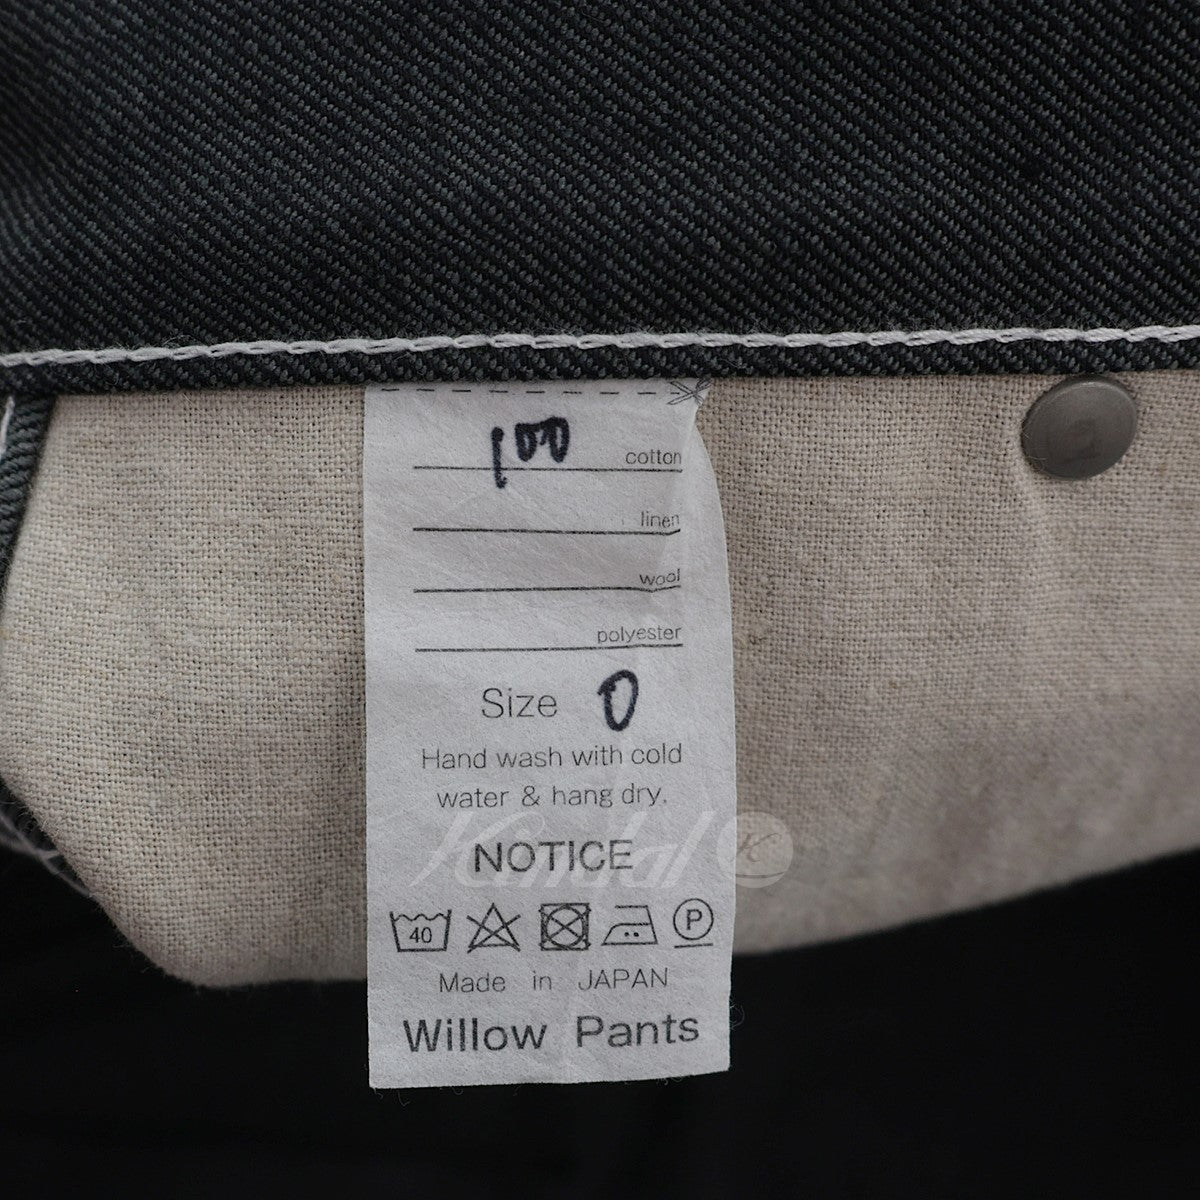 100 cotton
linen
wool
polyester
Size 0
Hand wash with cold
water & hang dry.
Kindal K
NOTICE
40 P
Made in JAPAN
Willow Pants